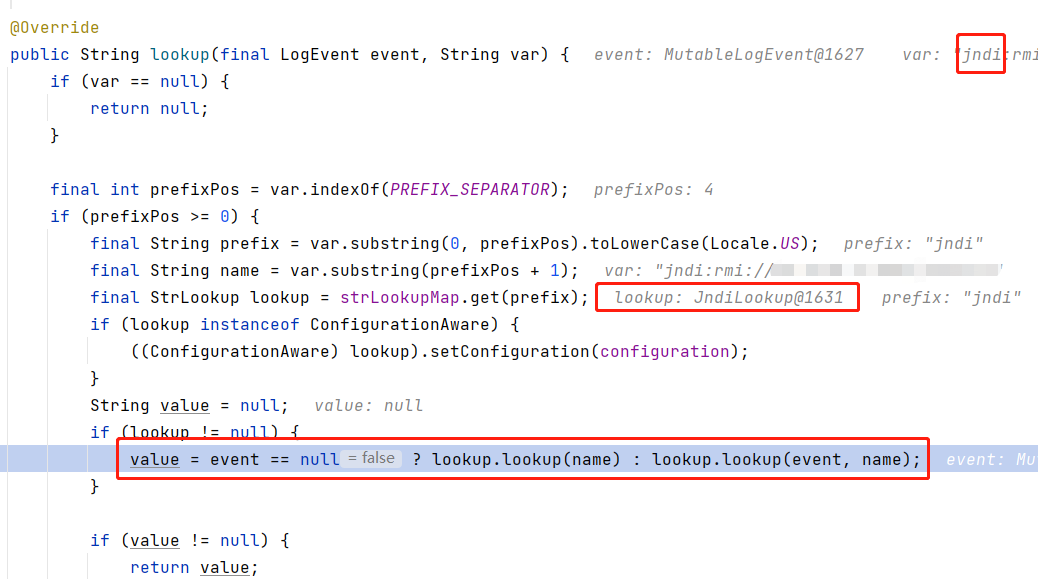 @Override
public String lookup(final LogEvent event, String var) { event: MutableLogEvent@1627 var: "jndi:rmi
if (var == null) {
return null;
}
final int prefixPos = var.indexOf(PREFIX_SEPARATOR); prefixPos: 4
if (prefixPos >= 0) {
final String prefix = var.substring(0, prefixPos).toLowerCase(Locale.US); prefix: "jndi"
final String name = var.substring(prefixPos + 1); var: "jndi:rmi://
final StrLookup lookup = strLookupMap.get(prefix); lookup: JndiLookup@1631 prefix: "jndi"
if (lookup instanceof ConfigurationAware) {
((ConfigurationAware) lookup).setConfiguration(configuration);
}
String value = null; value: null
if (lookup != null) {
value = event == null = false ? lookup.lookup(name) : lookup.lookup(event, name); event: Mu
}
if (value != null) {
return value;